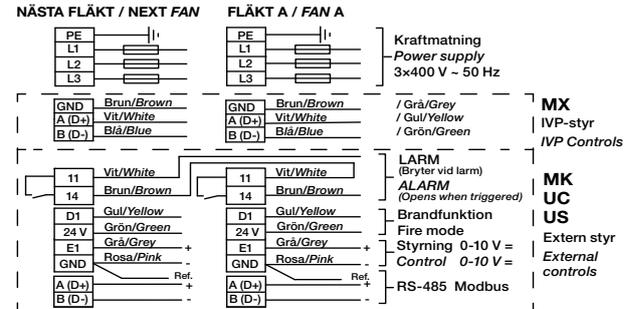 NÄSTA FLÄKT / NEXT FAN FLÄKT A / FAN A
PE PE
L1 L1
L2 L2
L3 L3
Kraftmatning
Power supply
3×400 V ~ 50 Hz
GND Brun/Brown GND Brun/Brown / Grå/Grey
A (D+) Vit/White A (D+) Vit/White / Gul/Yellow
B (D-) Blå/Blue B (D-) Blå/Blue / Grön/Green
MX
IVP-styr
IVP Controls
11 Vit/White 11 Vit/White
14 Brun/Brown 14 Brun/Brown
LARM
(Bryter vid larm)
ALARM
(Opens when triggered)
D1 Gul/Yellow D1 Gul/Yellow Brandfunktion
24 V Grön/Green 24 V Grön/Green Fire mode
E1 Grå/Grey + E1 Grå/Grey + Styrning 0-10 V =
GND Rosa/Pink - GND Rosa/Pink - Control 0-10 V =
Ref. Ref.
A (D+) + A (D+) +
B (D-) - B (D-) -
RS-485 Modbus
MK
UC
US
Extern styr
External
controls